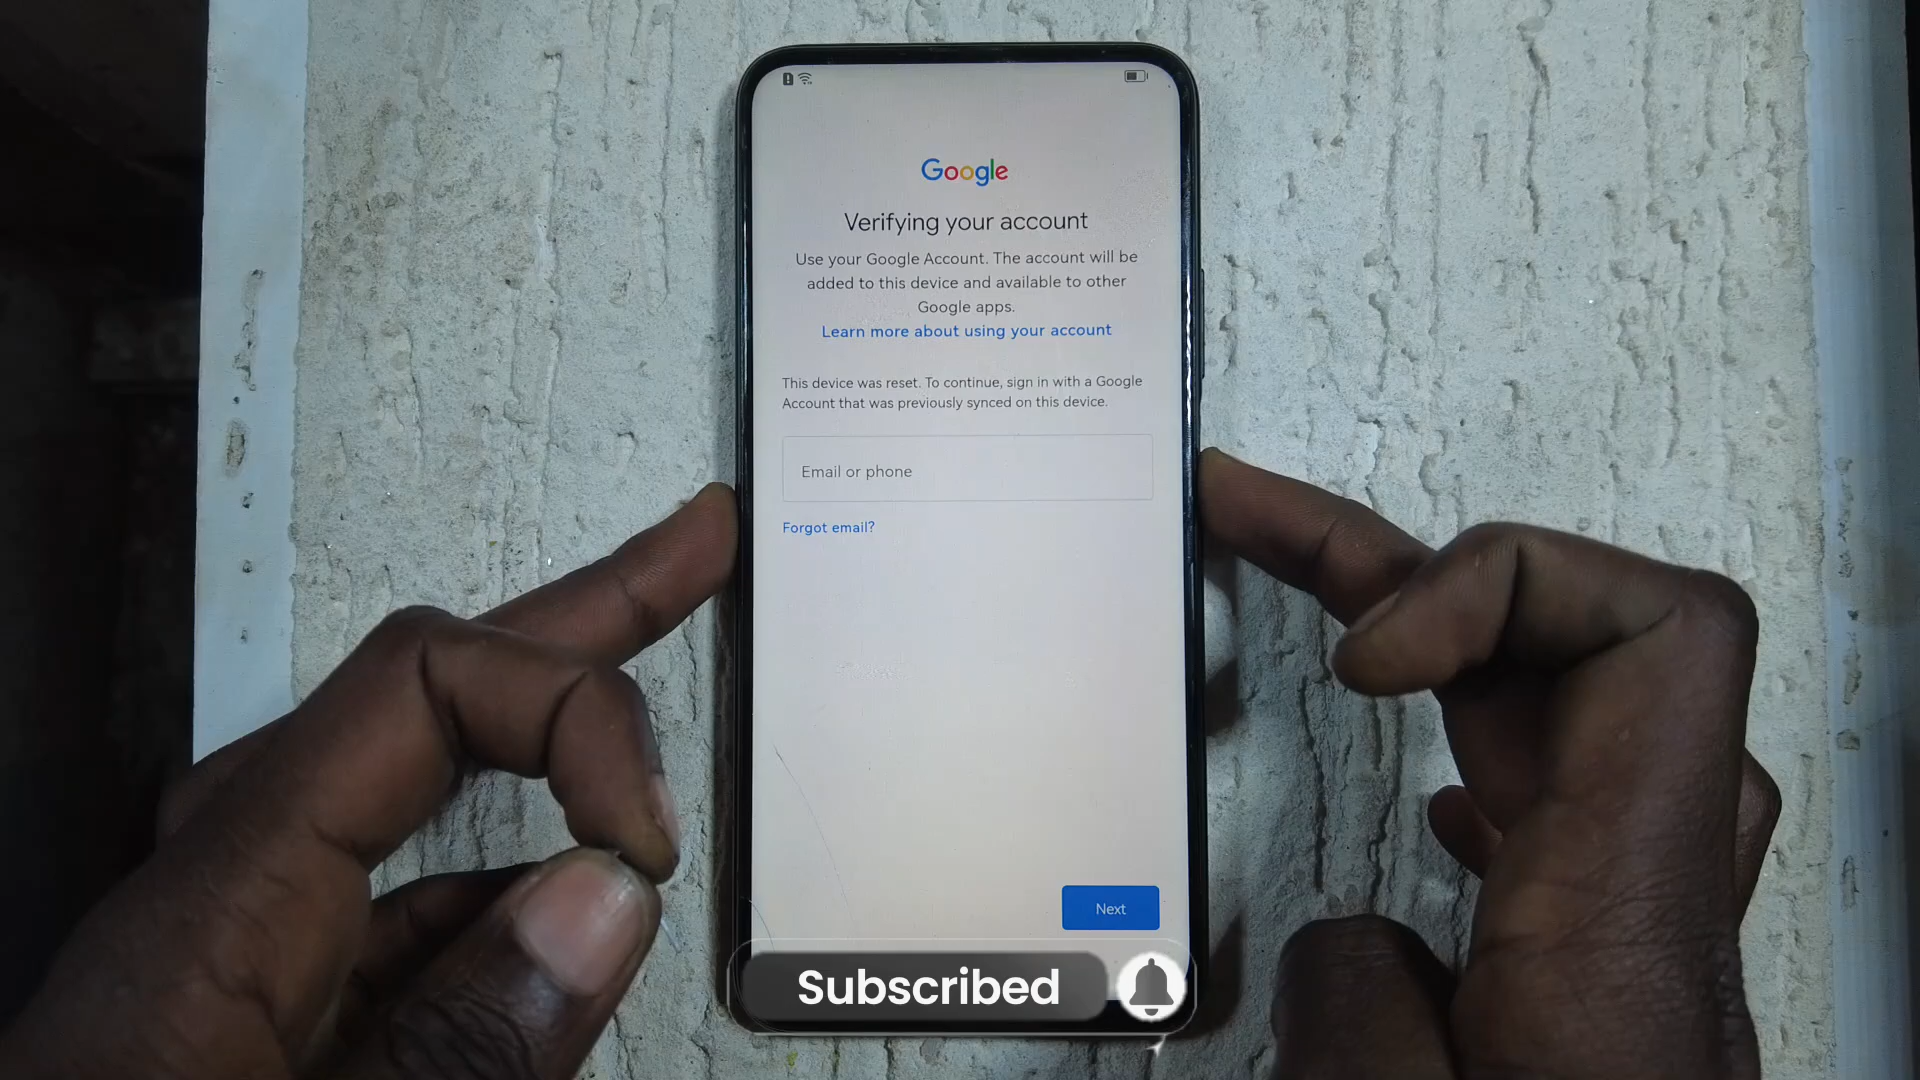 Google
Verifying your account
Use your Google Account. The account will be
added to this device and available to other
Google apps.
Learn more about using your account
This device was reset. To continue, sign in with a Google
Account that was previously synced on this device.
Email or phone
Forgot email?
Next
Subscribed